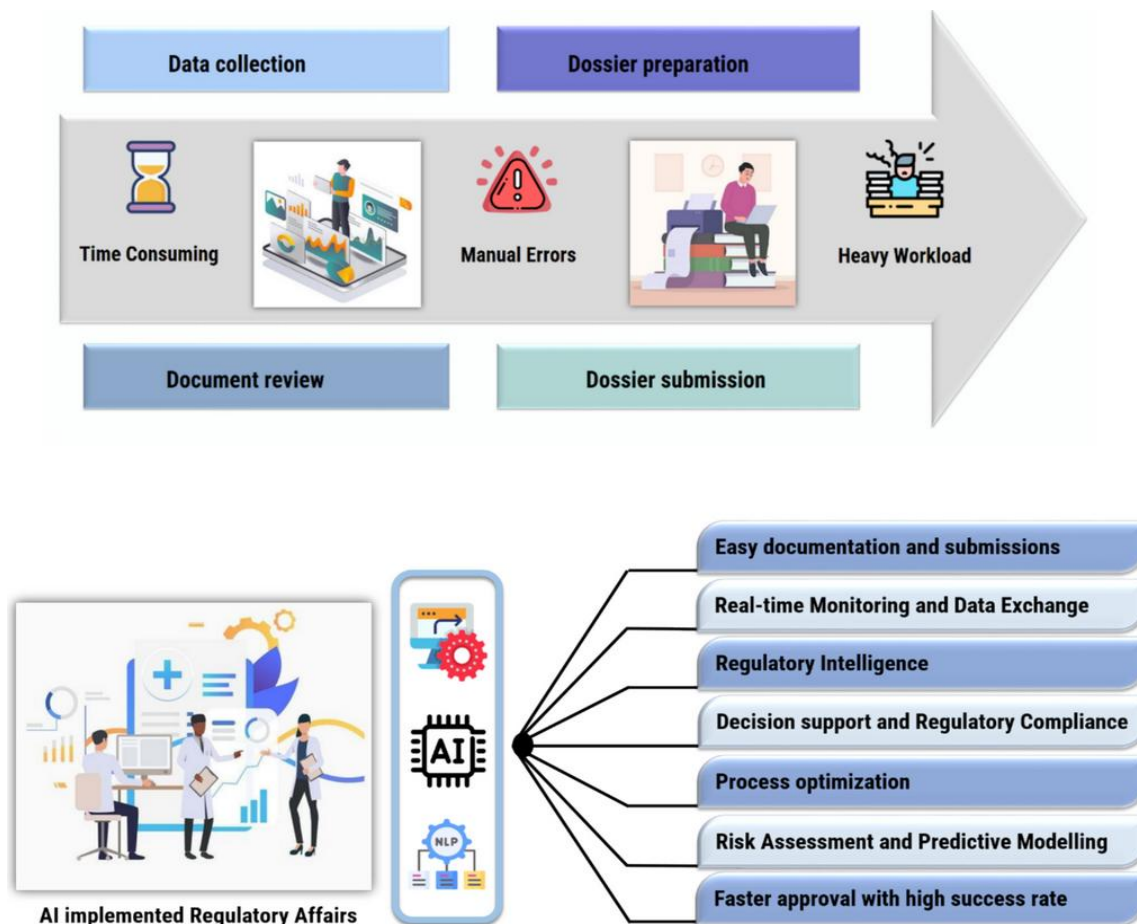 Data collection
Dossier preparation
Time Consuming
Manual Errors
Heavy Workload
Document review
Dossier submission
Easy documentation and submissions
Real-time Monitoring and Data Exchange
Regulatory Intelligence
AI
Decision support and Regulatory Compliance
Process optimization
NLP
Risk Assessment and Predictive Modelling
Faster approval with high success rate
AI implemented Regulatory Affairs